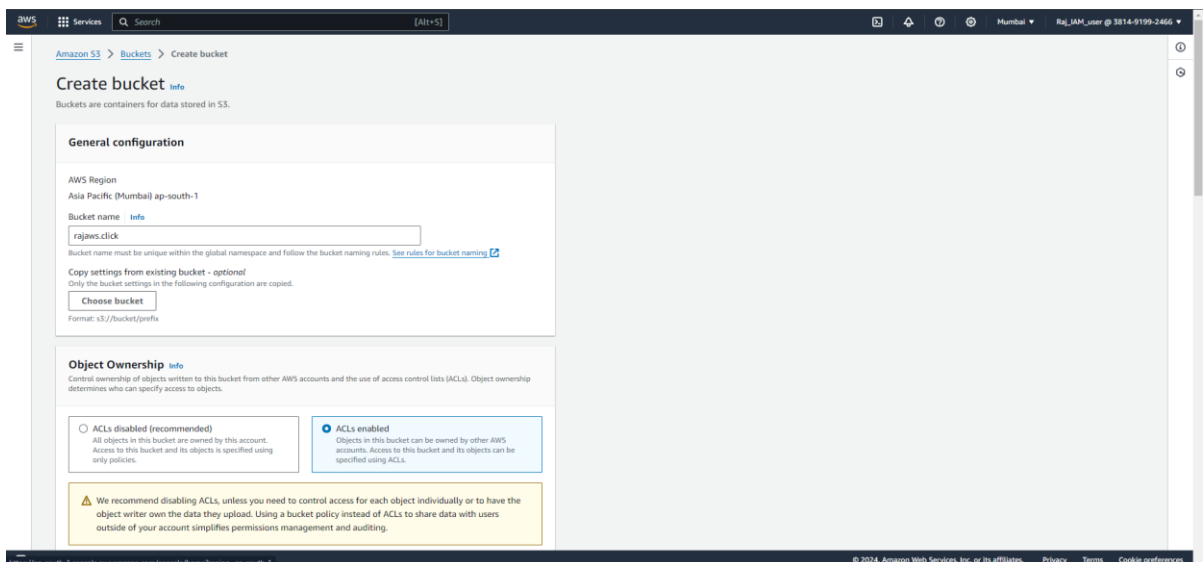 aws
Services
Search
[Alt+S]
Mumbai ▼
Raj_IAM_user @ 3814-9199-2466 ▼
Amazon S3 > Buckets > Create bucket
Create bucket Info
Buckets are containers for data stored in S3.
General configuration
AWS Region
Asia Pacific (Mumbai) ap-south-1
Bucket name Info
rajaws.click
Bucket name must be unique within the global namespace and follow the bucket naming rules. See rules for bucket naming
Copy settings from existing bucket - optional
Only the bucket settings in the following configuration are copied.
Choose bucket
Format: s3://bucket/prefix
Object Ownership Info
Control ownership of objects written to this bucket from other AWS accounts and the use of access control lists (ACLs). Object ownership
determines who can specify access to objects.
ACLs disabled (recommended)
All objects in this bucket are owned by this account.
Access to this bucket and its objects is specified using
only policies.
ACLs enabled
Objects in this bucket can be owned by other AWS
accounts. Access to this bucket and its objects can be
specified using ACLs.
We recommend disabling ACLs, unless you need to control access for each object individually or to have the
object writer own the data they upload. Using a bucket policy instead of ACLs to share data with users
outside of your account simplifies permissions management and auditing.
© 2024, Amazon Web Services, Inc. or its affiliates.
Privacy
Terms
Cookie preferences